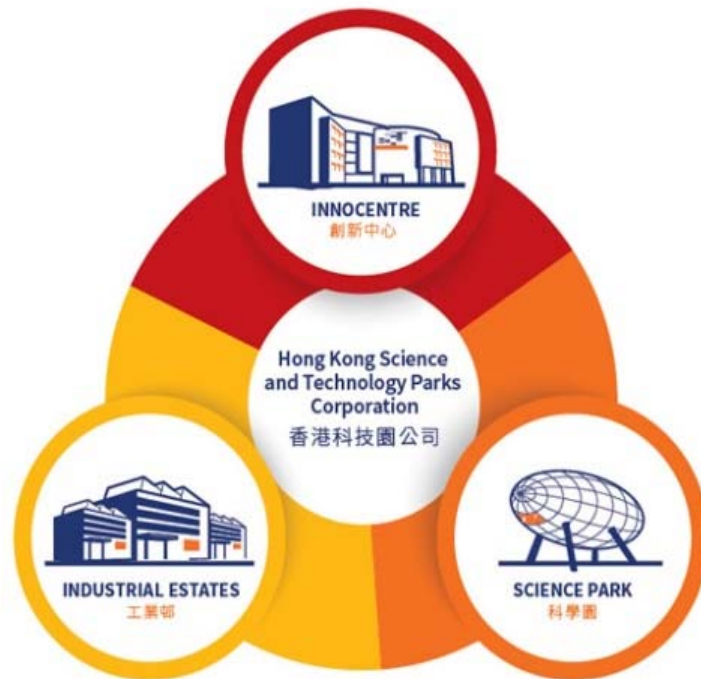 INNOCENTRE
創新中心
Hong Kong Science
and Technology Parks
Corporation
香港科技園公司
INDUSTRIAL ESTATES
工業邨
SCIENCE PARK
科學園